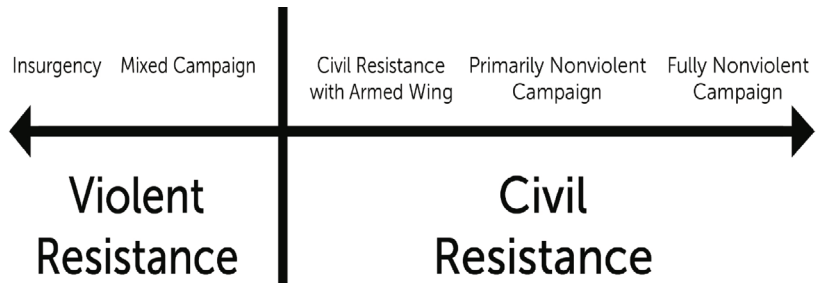 Insurgency
Mixed Campaign
Civil Resistance
with Armed Wing
Primarily Nonviolent
Campaign
Fully Nonviolent
Campaign
Violent
Resistance
Civil
Resistance